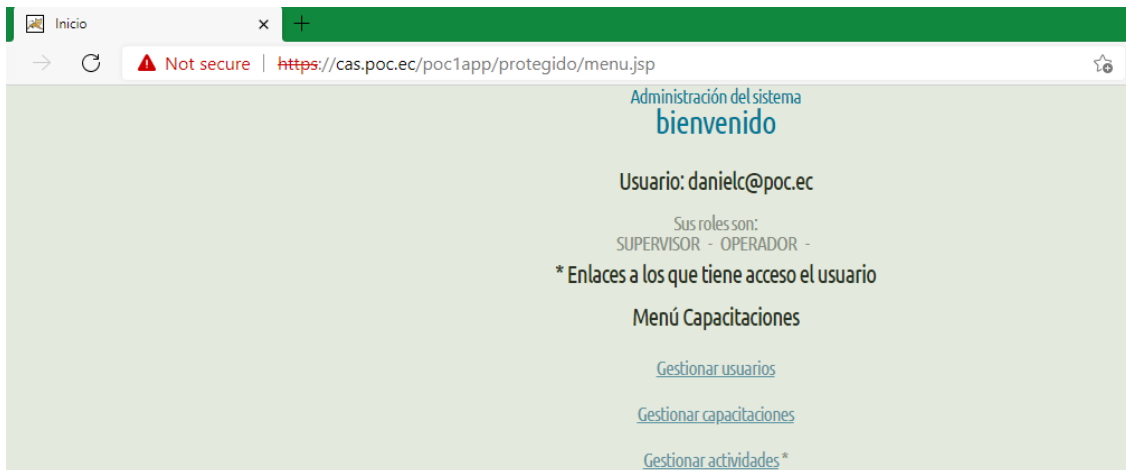 Inicio
Not secure | https://cas.poc.ec/poc1app/protegido/menu.jsp
Administración del sistema
bienvenido
Usuario: danielc@poc.ec
Sus roles son:
SUPERVISOR - OPERADOR -
* Enlaces a los que tiene acceso el usuario
Menú Capacitaciones
Gestionar usuarios
Gestionar capacitaciones
Gestionar actividades *